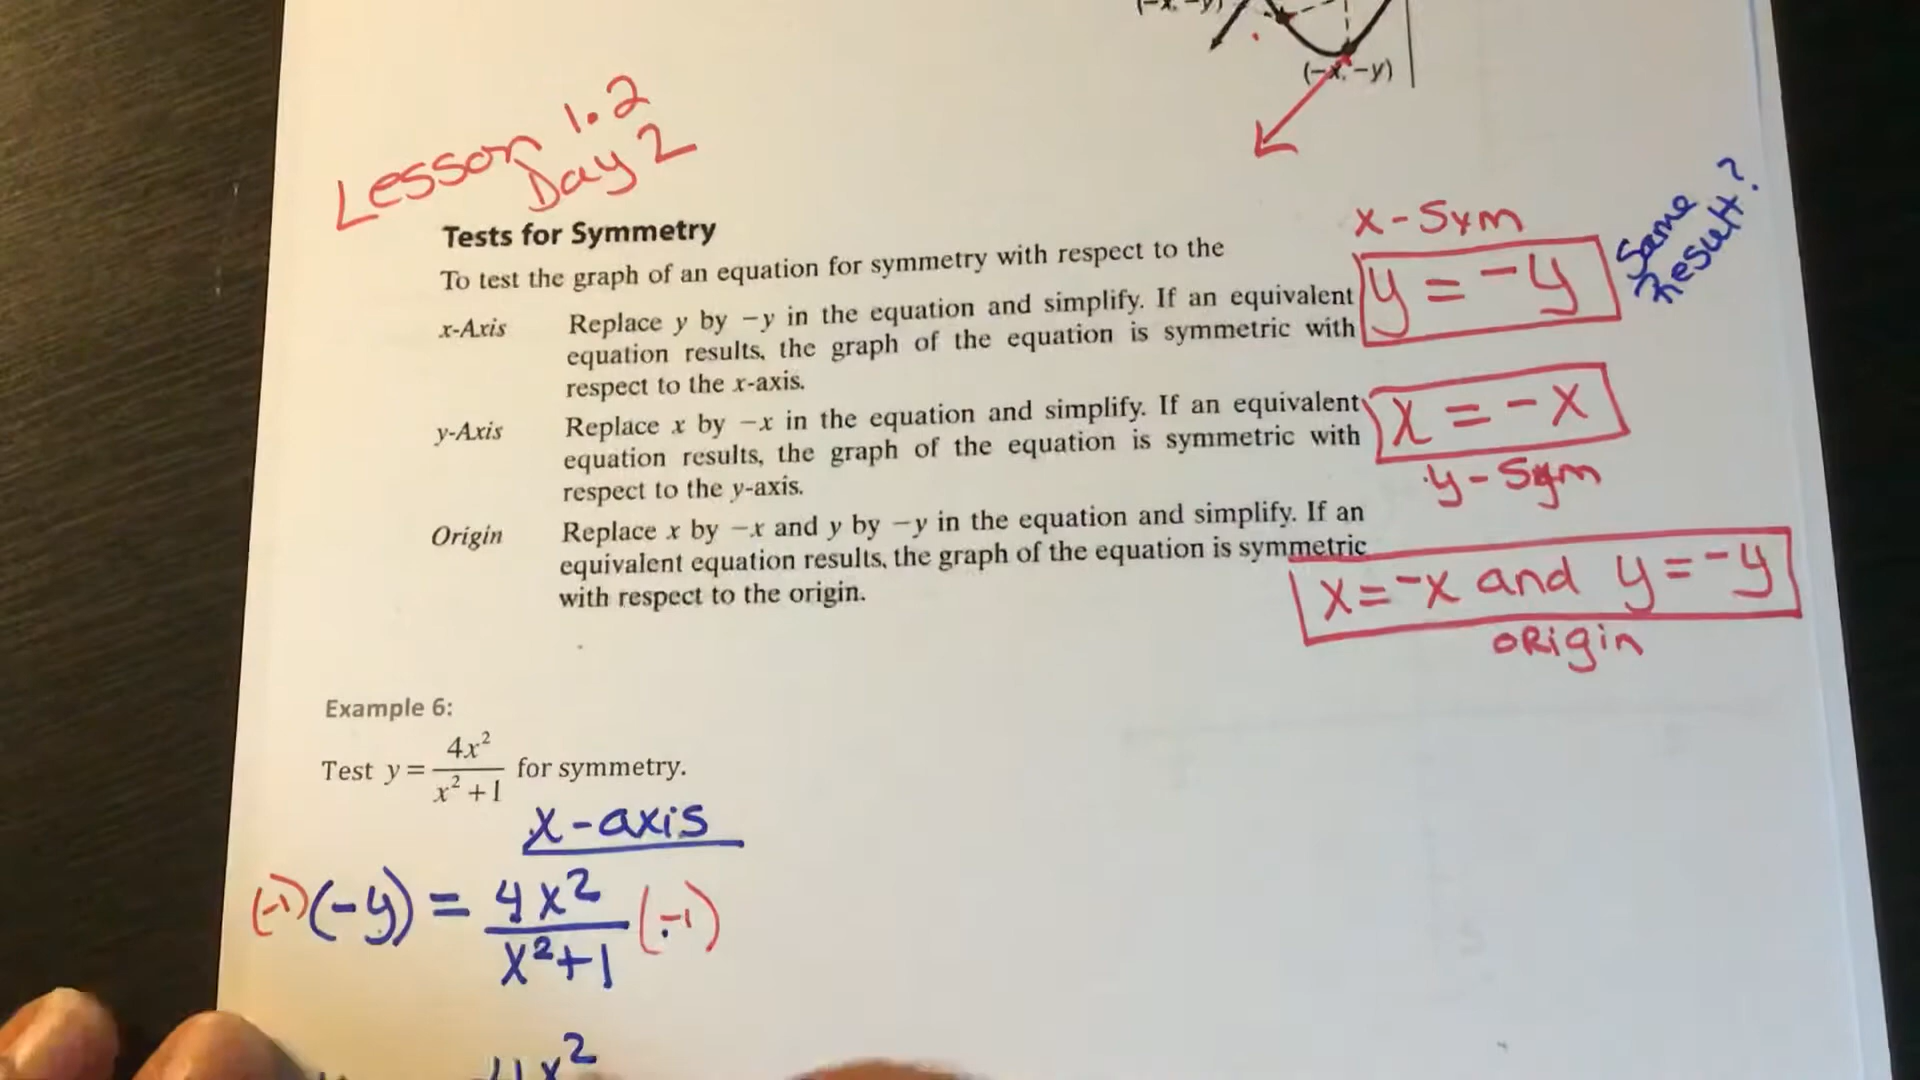 (-x, -y)
(-x, -y)
Lesson 1.2
Day 2
Tests for Symmetry
To test the graph of an equation for symmetry with respect to the
x-Axis Replace y by −y in the equation and simplify. If an equivalent
equation results, the graph of the equation is symmetric with
respect to the x-axis.
y-Axis Replace x by −x in the equation and simplify. If an equivalent
equation results, the graph of the equation is symmetric with
respect to the y-axis.
Origin Replace x by −x and y by −y in the equation and simplify. If an
equivalent equation results, the graph of the equation is symmetric
with respect to the origin.
x-Sym
y = -y
Same
Result?
x = -x
y-Sym
x=-x and y=-y
ORigin
Example 6:
Test y = 4x² / x² + 1 for symmetry.
x-axis
(-1)(-y) = 4x² / x²+1 (-1)
4x²